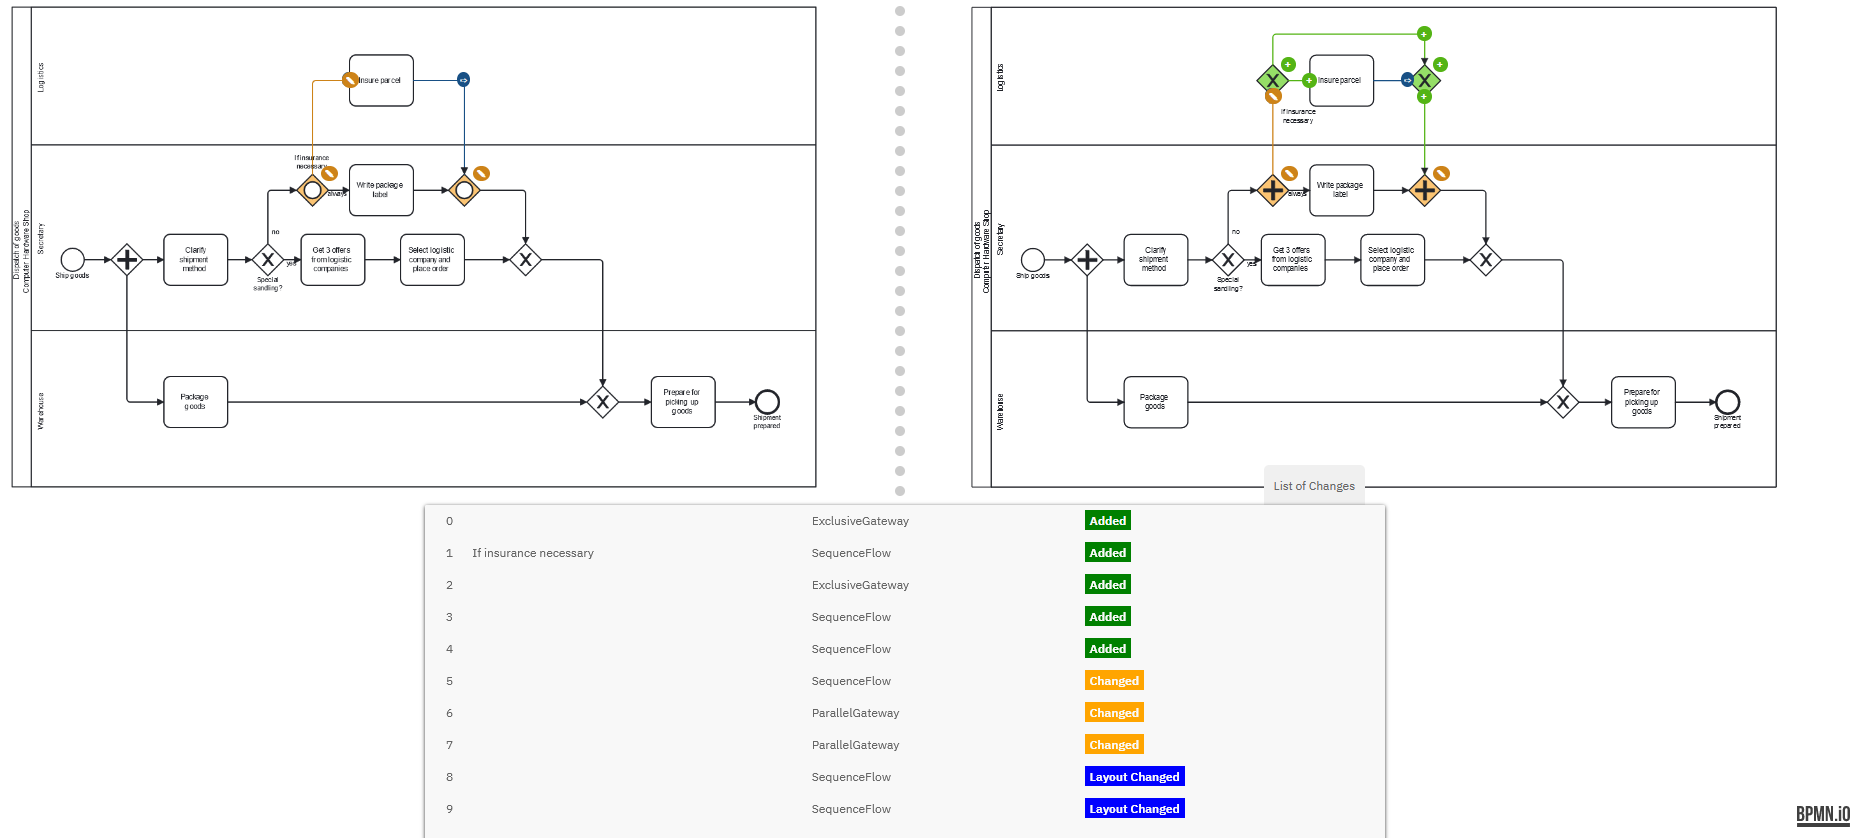 Dispatch of goods
Computer Hardware Shop
Logistics
Secretary
Warehouse
Insure parcel
If insurance
necessary
always
Write package
label
no
Ship goods
Clarify
shipment
method
yes
Special
sandling?
Get 3 offers
from logistic
companies
Select logistic
company and
place order
Package
goods
Prepare for
picking up
goods
Shipment
prepared
Dispatch of goods
Computer Hardware Shop
Logistics
Secretary
Warehouse
Insure parcel
If insurance
necessary
always
Write package
label
no
Ship goods
Clarify
shipment
method
yes
Special
sandling?
Get 3 offers
from logistic
companies
Select logistic
company and
place order
Package
goods
Prepare for
picking up
goods
Shipment
prepared
List of Changes
0 ExclusiveGateway Added
1 If insurance necessary SequenceFlow Added
2 ExclusiveGateway Added
3 SequenceFlow Added
4 SequenceFlow Added
5 SequenceFlow Changed
6 ParallelGateway Changed
7 ParallelGateway Changed
8 SequenceFlow Layout Changed
9 SequenceFlow Layout Changed
BPMN.iO